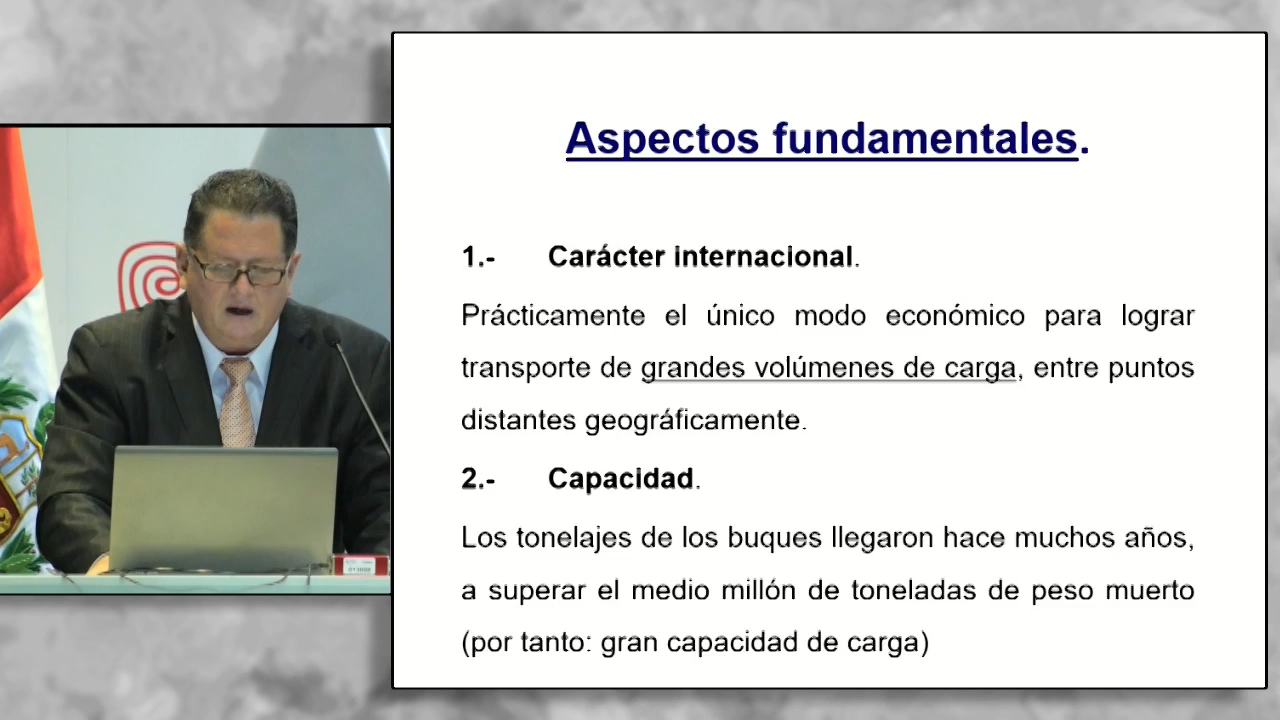 Aspectos fundamentales.
1.- Carácter internacional.
Prácticamente el único modo económico para lograr
transporte de grandes volúmenes de carga, entre puntos
distantes geográficamente.
2.- Capacidad.
Los tonelajes de los buques llegaron hace muchos años,
a superar el medio millón de toneladas de peso muerto
(por tanto: gran capacidad de carga)